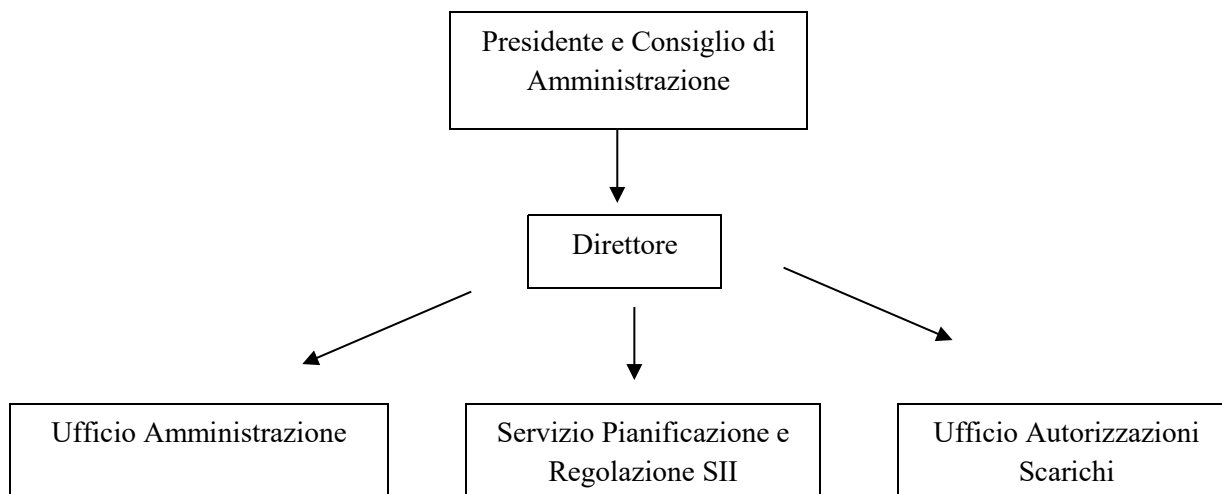 Presidente e Consiglio di
Amministrazione
Direttore
Ufficio Amministrazione
Servizio Pianificazione e
Regolazione SII
Ufficio Autorizzazioni
Scarichi